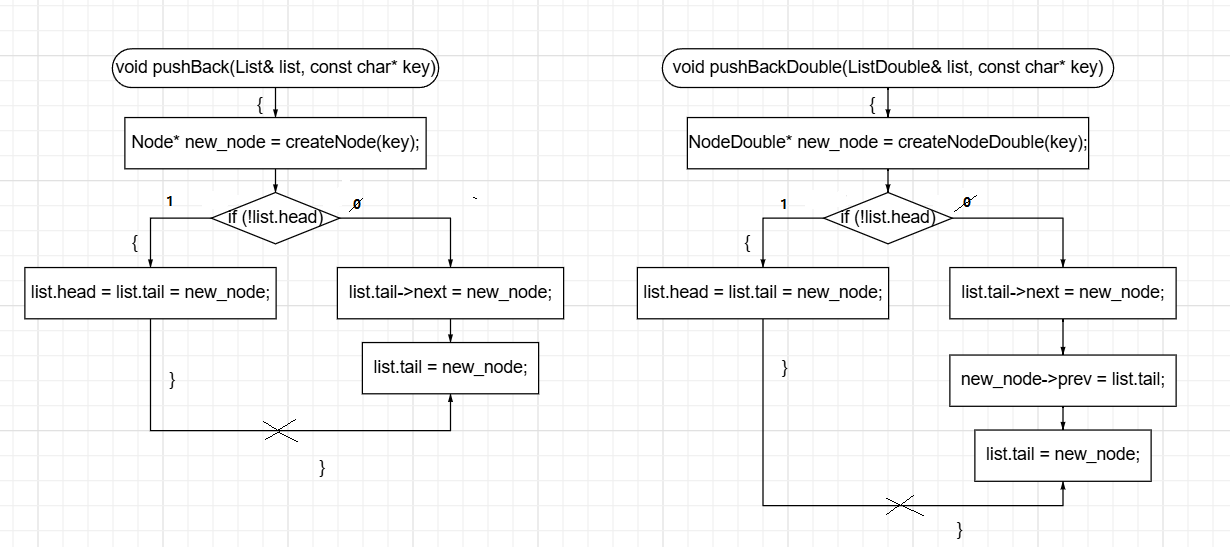 void pushBack(List& list, const char* key)
{
Node* new_node = createNode(key);
1
if (!list.head)
0
{
list.head = list.tail = new_node;
list.tail->next = new_node;
list.tail = new_node;
}
}
void pushBackDouble(ListDouble& list, const char* key)
{
NodeDouble* new_node = createNodeDouble(key);
1
if (!list.head)
0
{
list.head = list.tail = new_node;
list.tail->next = new_node;
}
new_node->prev = list.tail;
list.tail = new_node;
}